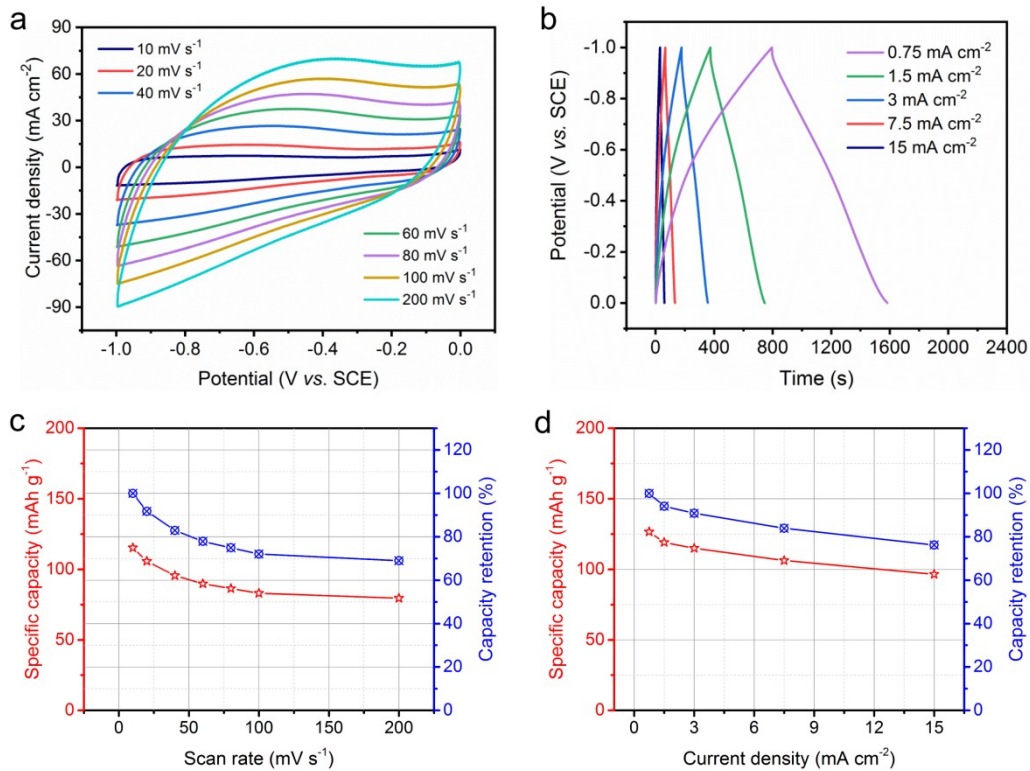 a
90
60
30
0
-30
-60
-90
Current density (mA cm⁻²)
10 mV s⁻¹
20 mV s⁻¹
40 mV s⁻¹
60 mV s⁻¹
80 mV s⁻¹
100 mV s⁻¹
200 mV s⁻¹
-1.0 -0.8 -0.6 -0.4 -0.2 0.0
Potential (V vs. SCE)
b
-1.0
-0.8
-0.6
-0.4
-0.2
0.0
Potential (V vs. SCE)
0.75 mA cm⁻²
1.5 mA cm⁻²
3 mA cm⁻²
7.5 mA cm⁻²
15 mA cm⁻²
0 400 800 1200 1600 2000 2400
Time (s)
c
200
150
100
50
0
Specific capacity (mAh g⁻¹)
120
100
80
60
40
20
0
Capacity retention (%)
0 50 100 150 200
Scan rate (mV s⁻¹)
d
200
150
100
50
0
Specific capacity (mAh g⁻¹)
120
100
80
60
40
20
0
Capacity retention (%)
0 3 6 9 12 15
Current density (mA cm⁻²)